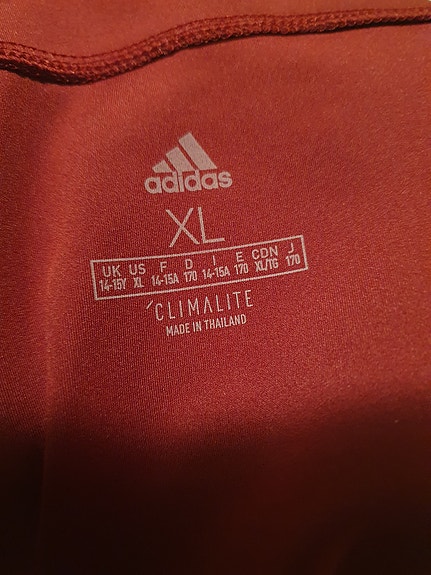 adidas
XL
UK US F D I E CDN J
14-15Y XL 14-15A 170 14-15A 170 XL/TG 170
CLIMALITE
MADE IN THAILAND